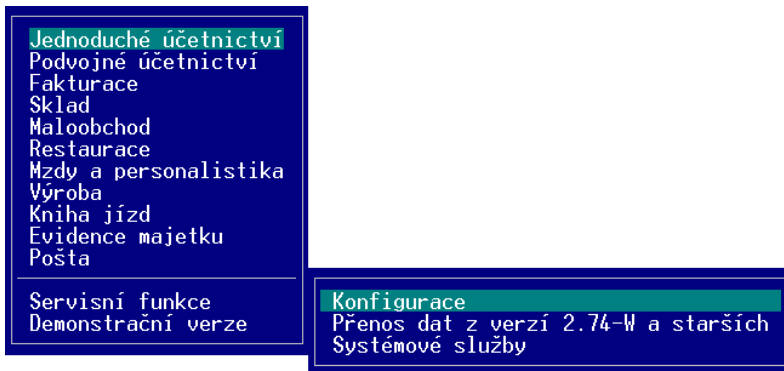 Jednoduché účetnictví
Podvojné účetnictví
Fakturace
Sklad
Maloobchod
Restaurace
Mzdy a personalistika
Výroba
Kniha jízd
Evidence majetku
Pošta
Servisní funkce
Demonstrační verze
Konfigurace
Přenos dat z verzí 2.74-W a starších
Systémové služby